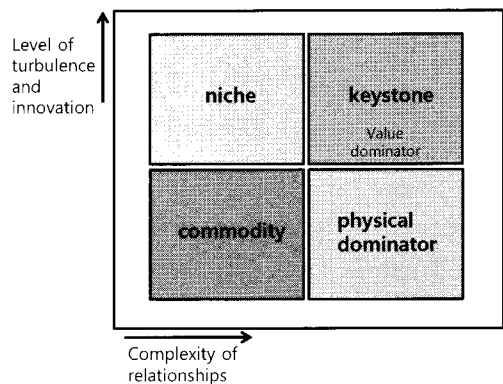 Level of
turbulence
and
innovation
niche
keystone
Value
dominator
commodity
physical
dominator
Complexity of
relationships